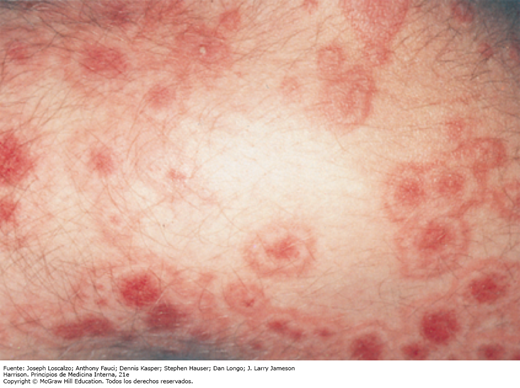 Fuente: Joseph Loscalzo; Anthony Fauci; Dennis Kasper; Stephen Hauser; Dan Longo; J. Larry Jameson
Harrison. Principios de Medicina Interna, 21e
Copyright © McGraw Hill Education. Todos los derechos reservados.